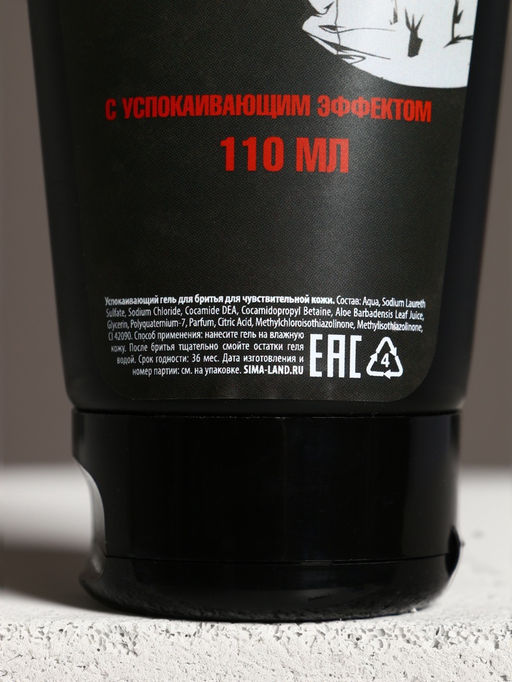 С УСПОКАИВАЮЩИМ ЭФФЕКТОМ
110 МЛ
Успокаивающий гель для бритья для чувствительной кожи. Состав: Aqua, Sodium Laureth
Sulfate, Sodium Chloride, Cocamide DEA, Cocamidopropyl Betaine, Aloe Barbadensis Leaf Juice,
Glycerin, Polyquaternium-7, Parfum, Citric Acid, Methylchloroisothiazolinone, Methylisothiazolinone,
CI 42090. Способ применения: нанесите гель на влажную
кожу. После бритья тщательно смойте остатки геля
водой. Срок годности: 36 мес. Дата изготовления и
номер партии: см. на упаковке. SIMA-LAND.RU
EAC
4